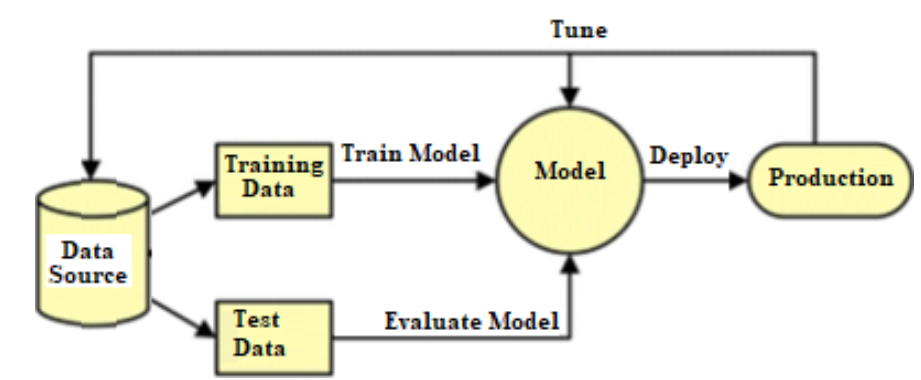 Tune
Training
Data
Train Model
Model
Deploy
Production
Data
Source
Test
Data
Evaluate Model